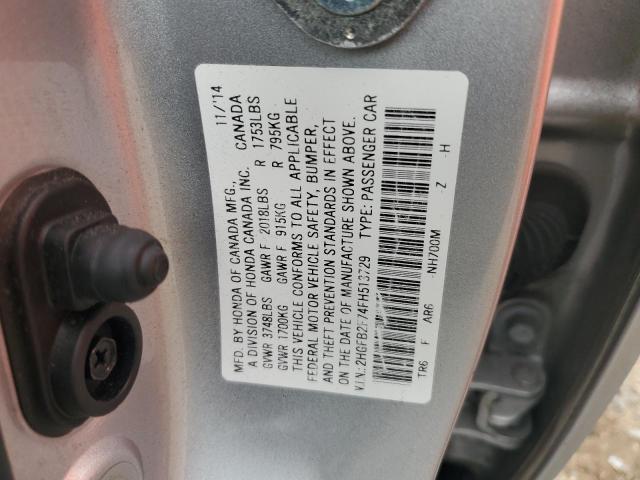 MFD. BY HONDA OF CANADA MFG., 11/'14
A DIVISION OF HONDA CANADA INC. CANADA
GVWR 3748LBS GAWR F 2018LBS R 1753LBS
GVWR 1700KG GAWR F 915KG R 795KG
THIS VEHICLE CONFORMS TO ALL APPLICABLE
FEDERAL MOTOR VEHICLE SAFETY, BUMPER,
AND THEFT PREVENTION STANDARDS IN EFFECT
ON THE DATE OF MANUFACTURE SHOWN ABOVE.
V.I.N.: TYPE: PASSENGER CAR
TR6 F AR6 -NH700M -Z -H